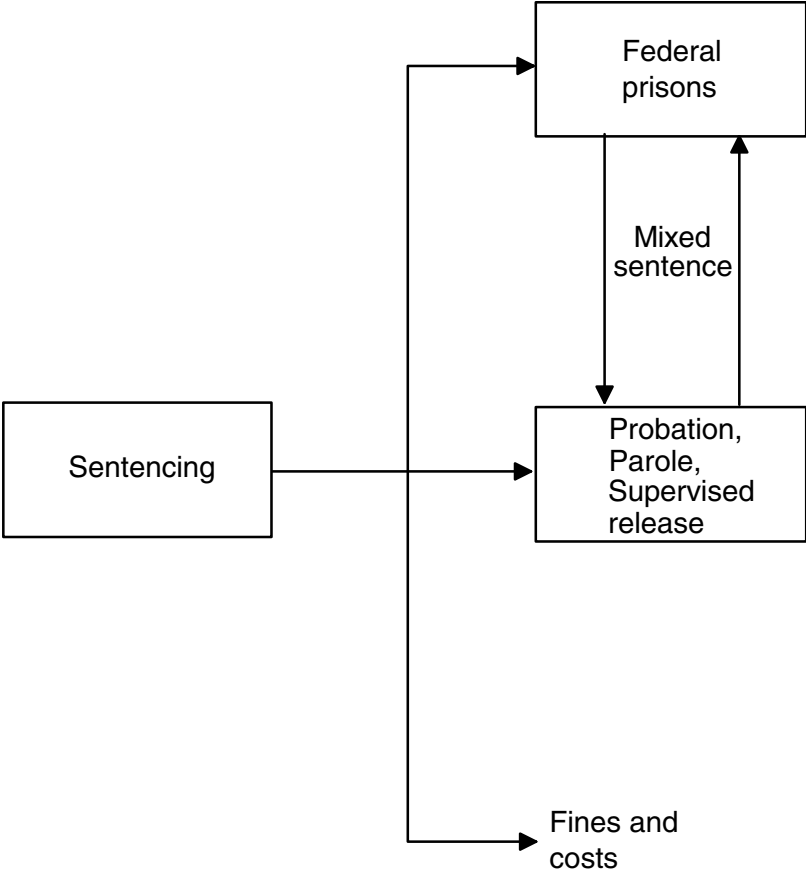 Federal
prisons
Mixed
sentence
Sentencing
Probation,
Parole,
Supervised
release
Fines and
costs